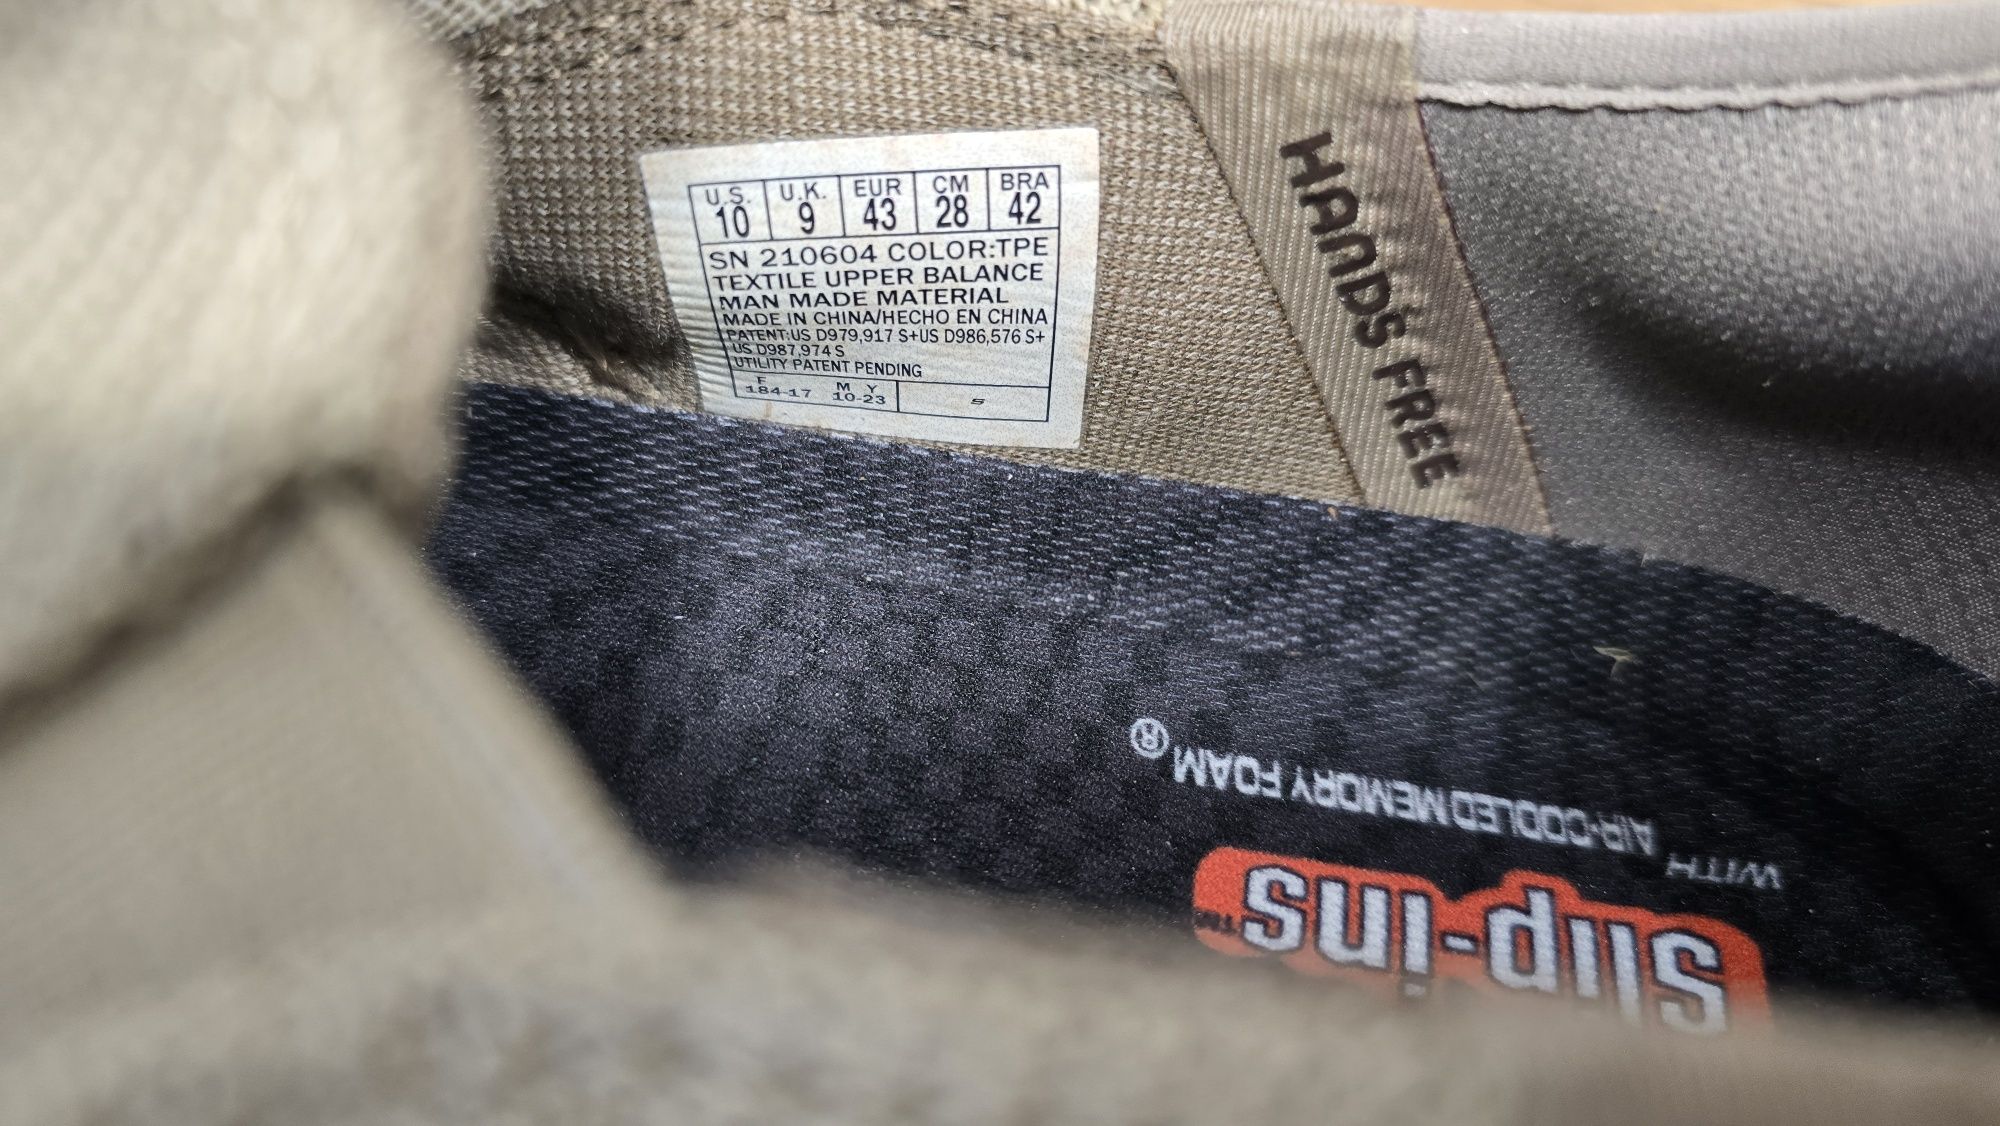 U.S. U.K. EUR CM BRA
10 9 43 28 42
SN 210604 COLOR:TPE
TEXTILE UPPER BALANCE
MAN MADE MATERIAL
MADE IN CHINA/HECHO EN CHINA
PATENT:US D979,917 S+US D986,576 S+
US D987,974 S
UTILITY PATENT PENDING
F M Y
184-17 10-23 S
HANDS FREE
Slip-ins
WITH AIR-COOLED MEMORY FOAM®